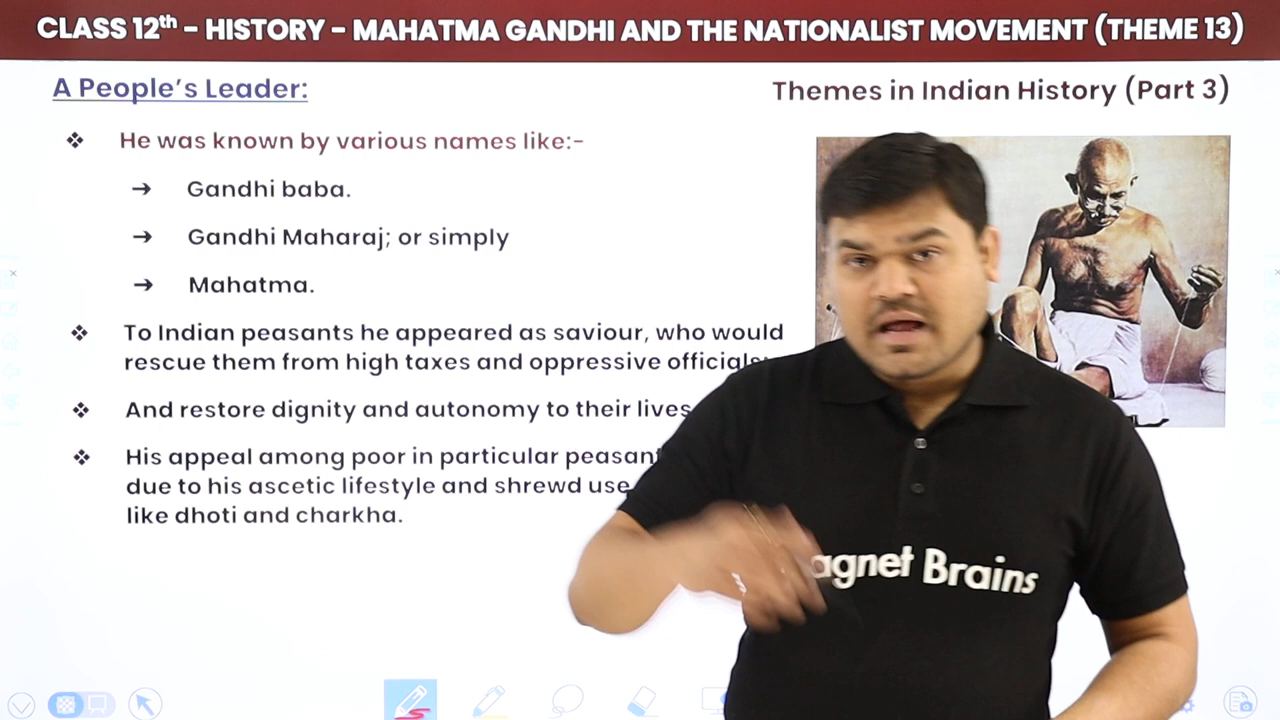 CLASS 12th - HISTORY - MAHATMA GANDHI AND THE NATIONALIST MOVEMENT (THEME 13)
A People's Leader:
Themes in Indian History (Part 3)
❖ He was known by various names like:-
→ Gandhi baba.
→ Gandhi Maharaj; or simply
→ Mahatma.
❖ To Indian peasants he appeared as saviour, who would
rescue them from high taxes and oppressive officials;
❖ And restore dignity and autonomy to their lives
❖ His appeal among poor in particular
due to his ascetic lifestyle and shrewd use
like dhoti and charkha.
Brains